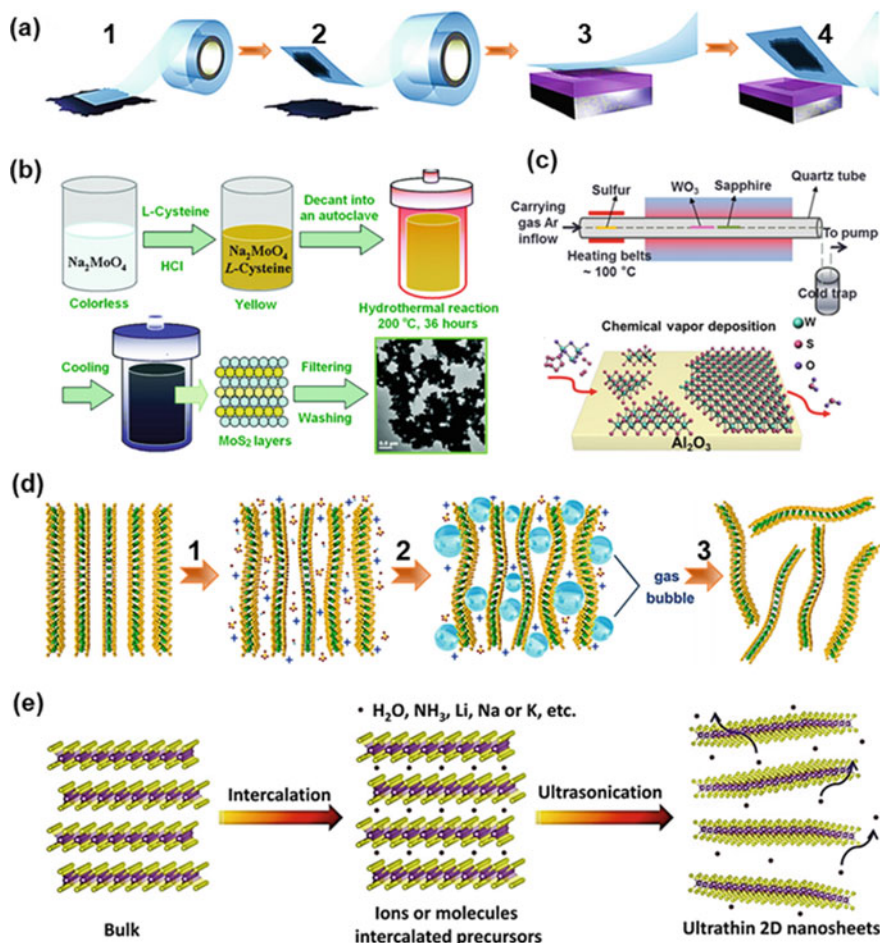 (a)
1
2
3
4
(b)
Na₂MoO₄
Colorless
L-Cysteine
HCl
Na₂MoO₄
L-Cysteine
Yellow
Decant into
an autoclave
Hydrothermal reaction
200 °C, 36 hours
Cooling
MoS₂ layers
Filtering
Washing
(c)
Quartz tube
Sulfur
WO₃
Sapphire
Carrying
gas Ar
inflow
To pump
Heating belts
~ 100 °C
Cold trap
Chemical vapor deposition
W
S
O
Al₂O₃
(d)
1
2
3
gas
bubble
(e)
• H₂O, NH₃, Li, Na or K, etc.
Intercalation
Ultrasonication
Bulk
Ions or molecules
intercalated precursors
Ultrathin 2D nanosheets